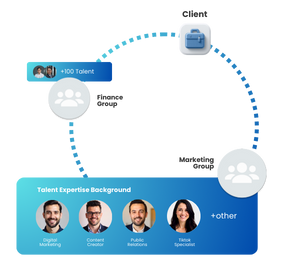 Client
+100 Talent
Finance
Group
Marketing
Group
Talent Expertise Background
+other
Digital
Marketing
Content
Creator
Public
Relations
Tiktok
Specialist